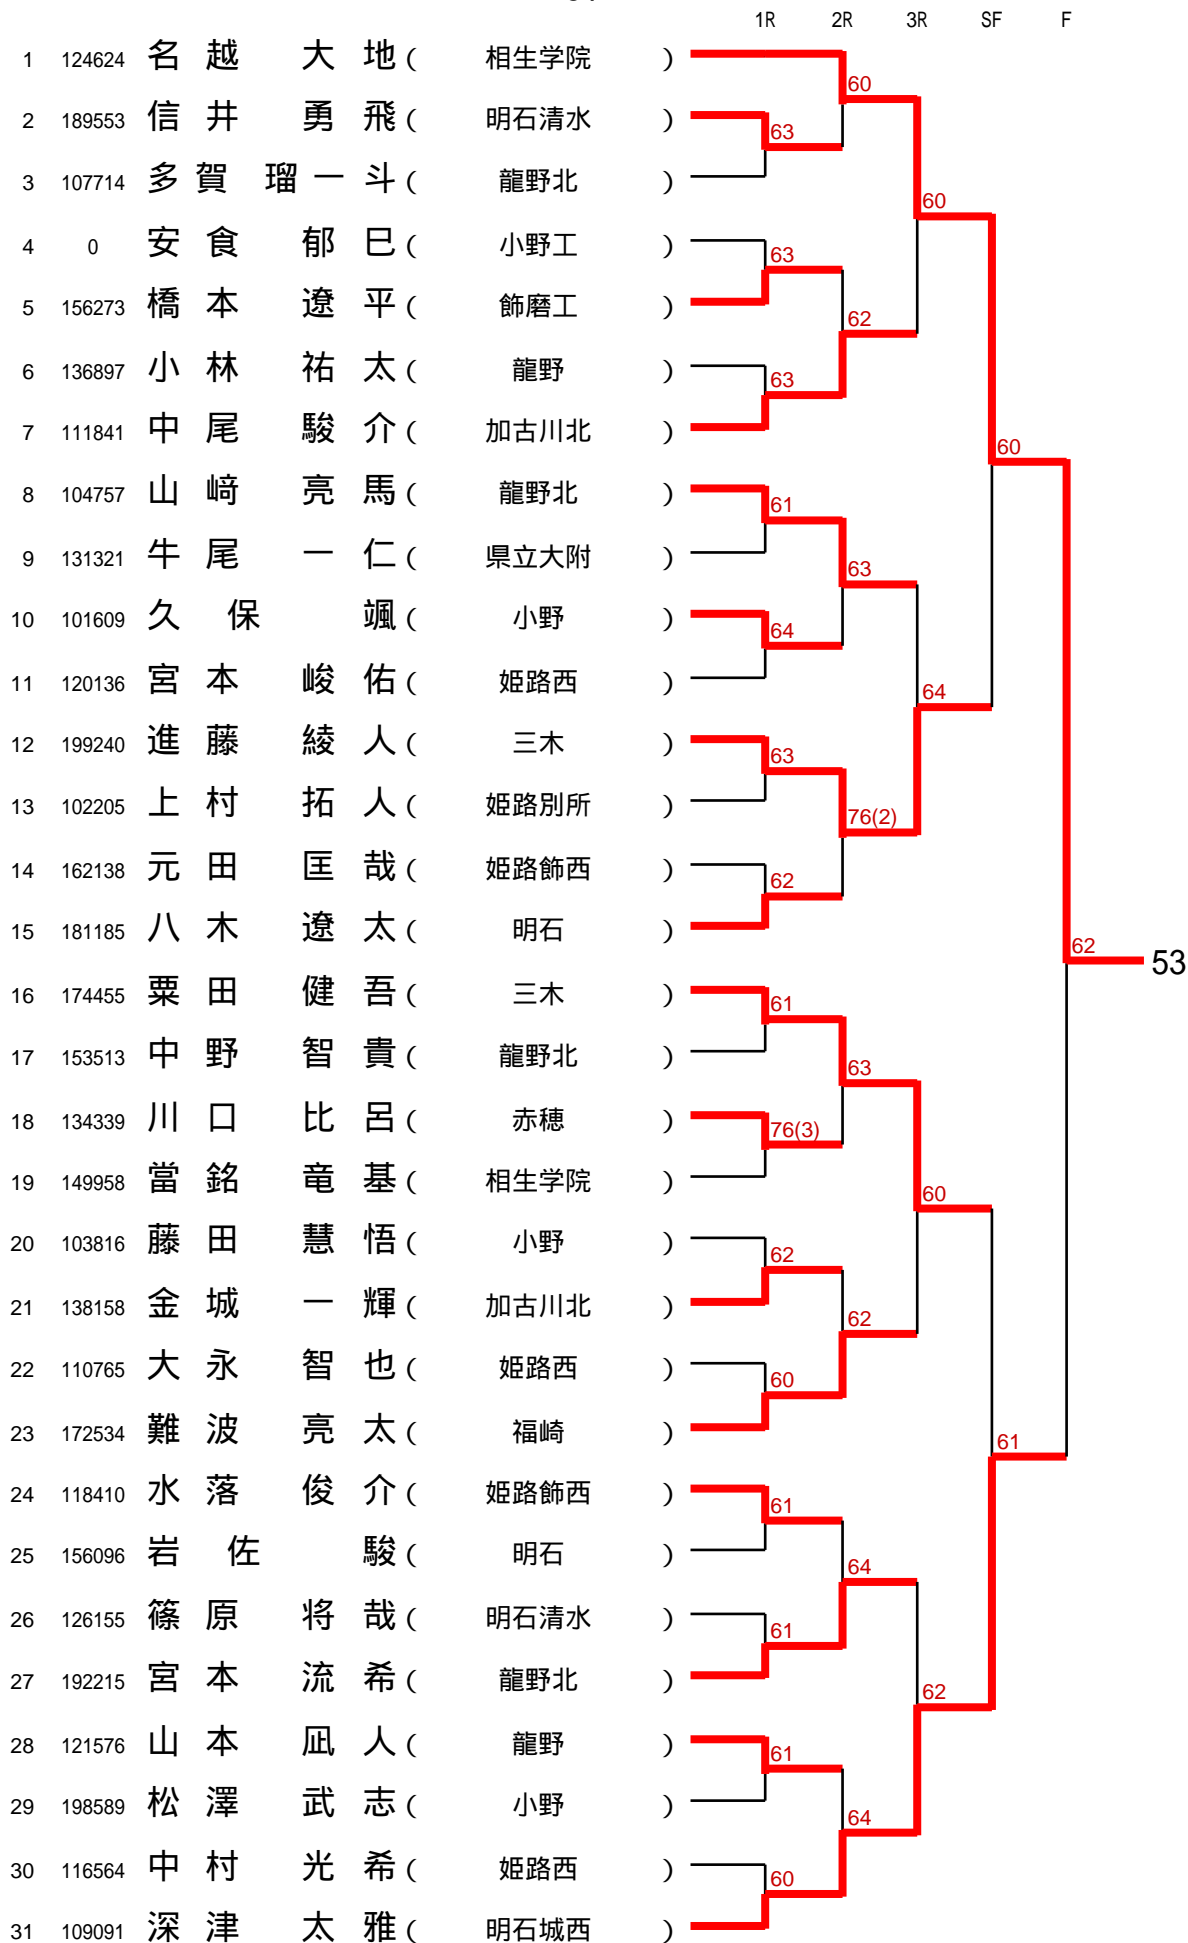 1R 2R 3R SF F
1 124624 名越 大地 ( 相生学院 )
60
2 189553 信井 勇飛 ( 明石清水 )
63
3 107714 多賀 瑠一斗 ( 龍野北 )
60
4 0 安食 郁巳 ( 小野工 )
63
5 156273 橋本 遼平 ( 飾磨工 )
62
6 136897 小林 祐太 ( 龍野 )
63
7 111841 中尾 駿介 ( 加古川北 )
60
8 104757 山﨑 亮馬 ( 龍野北 )
61
9 131321 牛尾 一仁 ( 県立大附 )
63
10 101609 久保 颯 ( 小野 )
64
11 120136 宮本 峻佑 ( 姫路西 )
64
12 199240 進藤 綾人 ( 三木 )
63
13 102205 上村 拓人 ( 姫路別所 )
76(2)
14 162138 元田 匡哉 ( 姫路飾西 )
62
15 181185 八木 遼太 ( 明石 )
62 53
16 174455 粟田 健吾 ( 三木 )
61
17 153513 中野 智貴 ( 龍野北 )
63
18 134339 川口 比呂 ( 赤穂 )
76(3)
19 149958 當銘 竜基 ( 相生学院 )
60
20 103816 藤田 慧悟 ( 小野 )
62
21 138158 金城 一輝 ( 加古川北 )
62
22 110765 大永 智也 ( 姫路西 )
60
23 172534 難波 亮太 ( 福崎 )
61
24 118410 水落 俊介 ( 姫路飾西 )
61
25 156096 岩佐 駿 ( 明石 )
64
26 126155 篠原 将哉 ( 明石清水 )
61
27 192215 宮本 流希 ( 龍野北 )
62
28 121576 山本 凪人 ( 龍野 )
61
29 198589 松澤 武志 ( 小野 )
64
30 116564 中村 光希 ( 姫路西 )
60
31 109091 深津 太雅 ( 明石城西 )